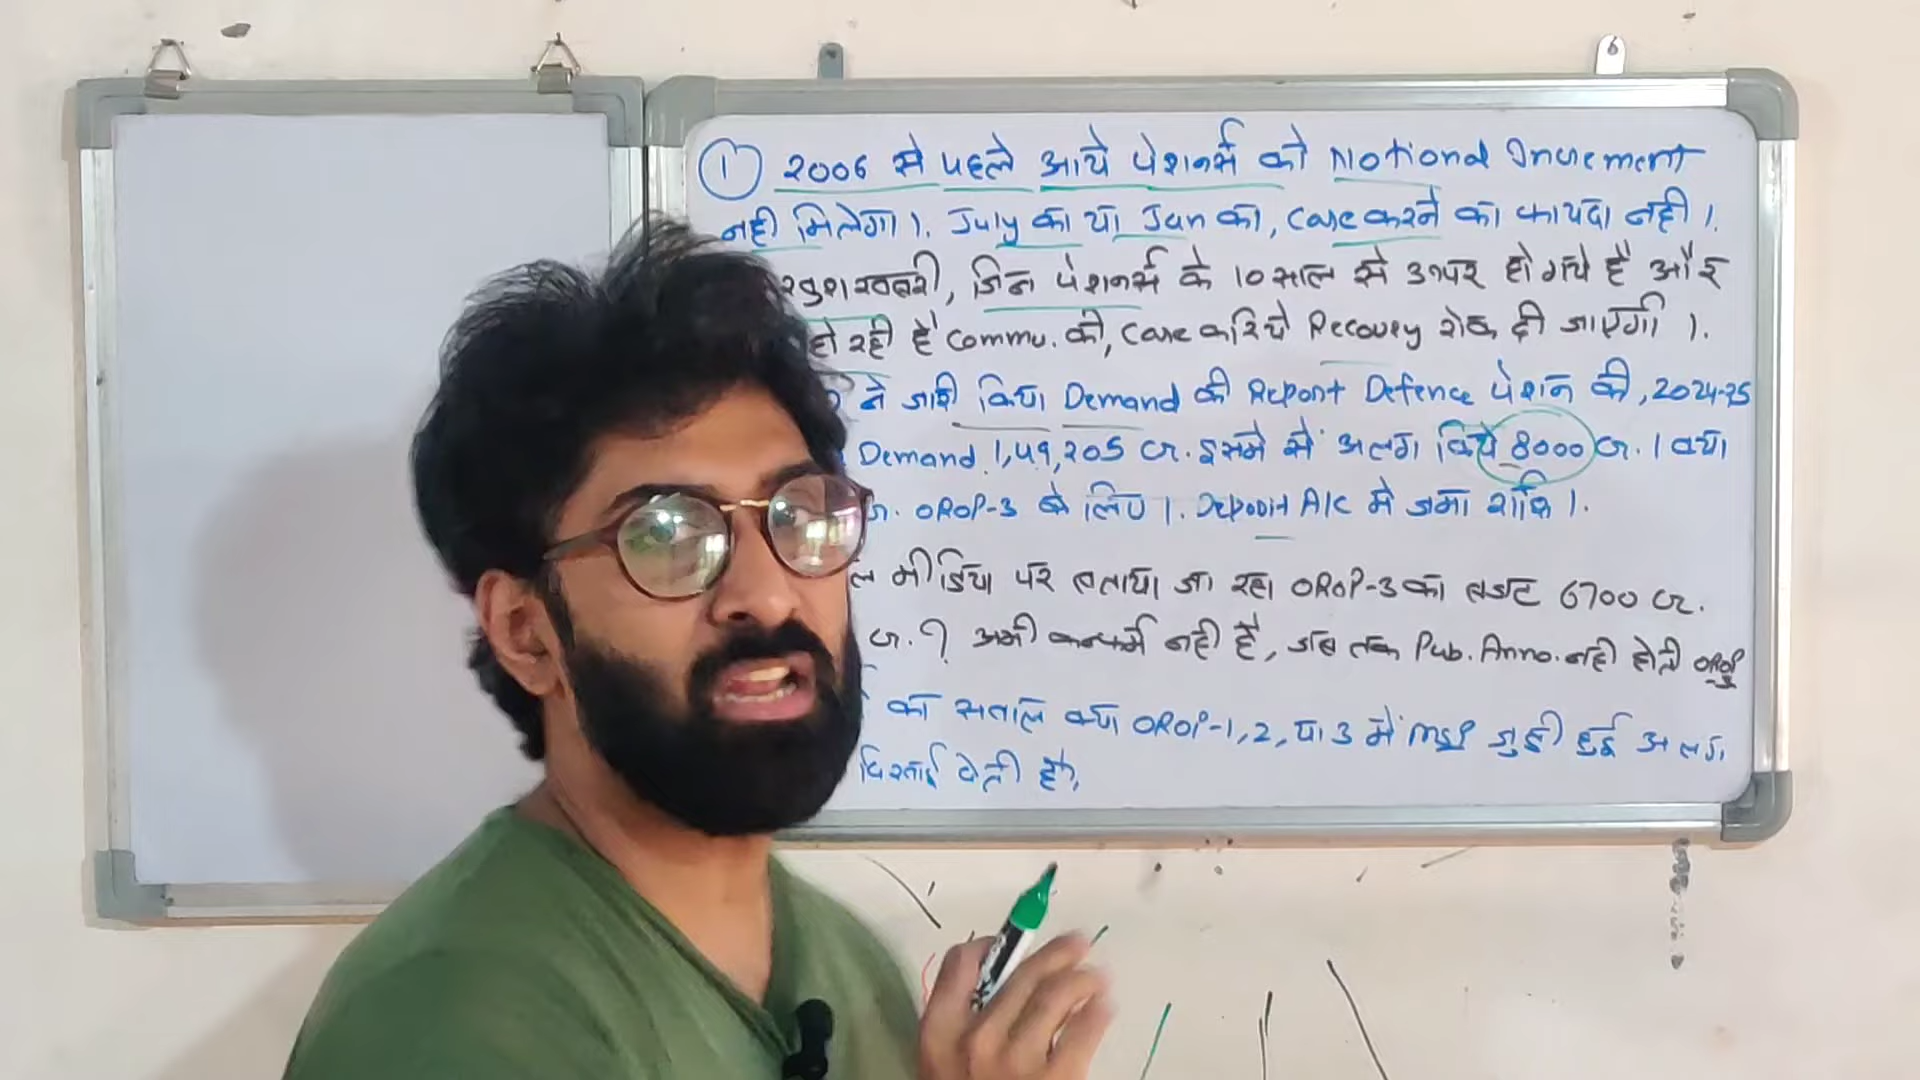 ① 2006 से पहले आये पेशनर्स को Notional Increment
नही मिलेगा। July का या Jan का, Case करने का फायदा नही।
खुशखबरी, जिन पेशनर्स के 10 साल से ऊपर हो गये है और
हो रही है Commu. की, Case करिये Recovery रोक दी जाएगी।
ने जारी किया Demand की Report Defence पेशन की, 2024-25
Demand 1,49,205 Cr. इसमे से अलग किये 8000 Cr. । क्या
Cr. OROP-3 के लिए । Deposit A/C मे जमा राशि।
मीडिया पर बताया जा रहा OROP-3 का बजट 6700 Cr.
Cr. ? अभी कन्फर्म नही है, जब तक Pub. Anno. नही होती OROP-3
का सवाल क्या OROP-1, 2, या 3 मे MSP जुड़ी हुई अलग
दिखाई देती है,